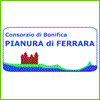 Consorzio di Bonifica
PIANURA di FERRARA